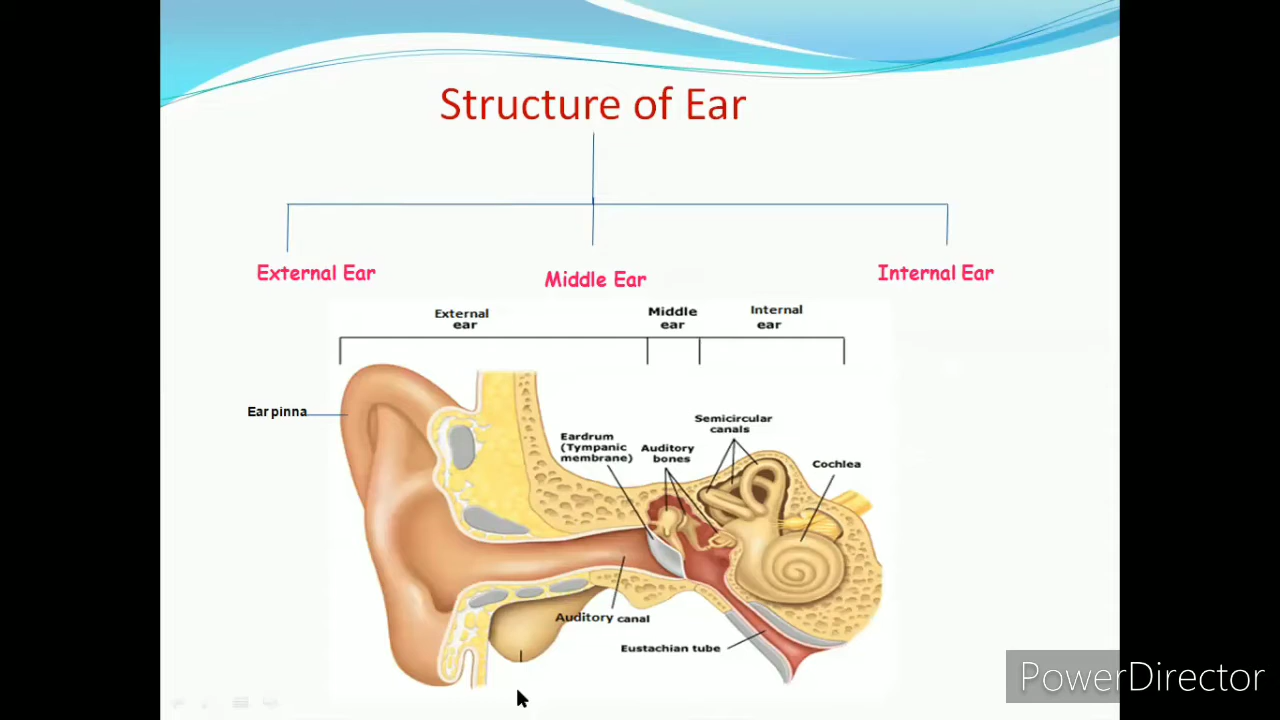 Structure of Ear
External Ear
Middle Ear
Internal Ear
External
ear
Middle
ear
Internal
ear
Ear pinna
Eardrum
(Tympanic
membrane)
Auditory
bones
Semicircular
canals
Cochlea
Auditory canal
Eustachian tube
PowerDirector